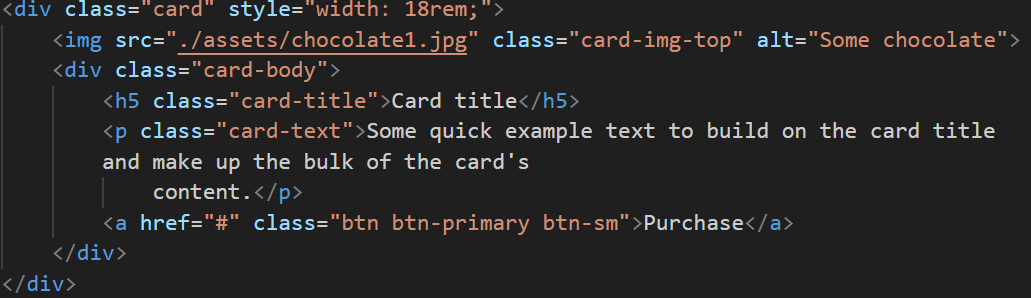 <div class="card" style="width: 18rem;">
<img src="./assets/chocolate1.jpg" class="card-img-top" alt="Some chocolate">
<div class="card-body">
<h5 class="card-title">Card title</h5>
<p class="card-text">Some quick example text to build on the card title
and make up the bulk of the card's
content.</p>
<a href="#" class="btn btn-primary btn-sm">Purchase</a>
</div>
</div>